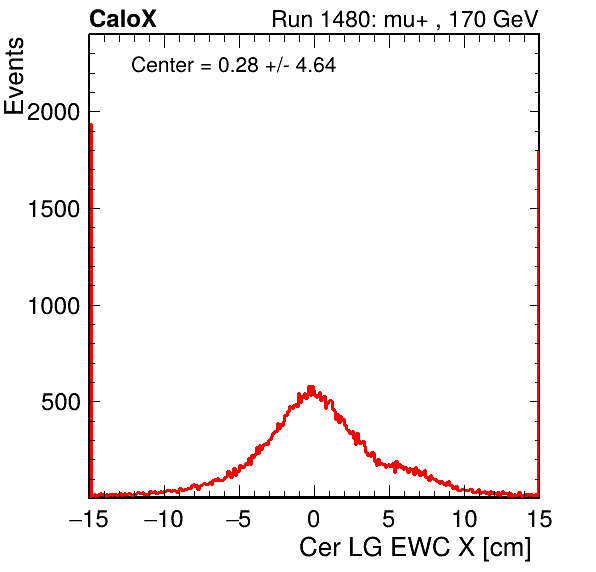 CaloX
Run 1480: mu+ , 170 GeV
Center = 0.28 +/- 4.64
Events
2000
1500
1000
500
−15 −10 −5 0 5 10 15
Cer LG EWC X [cm]